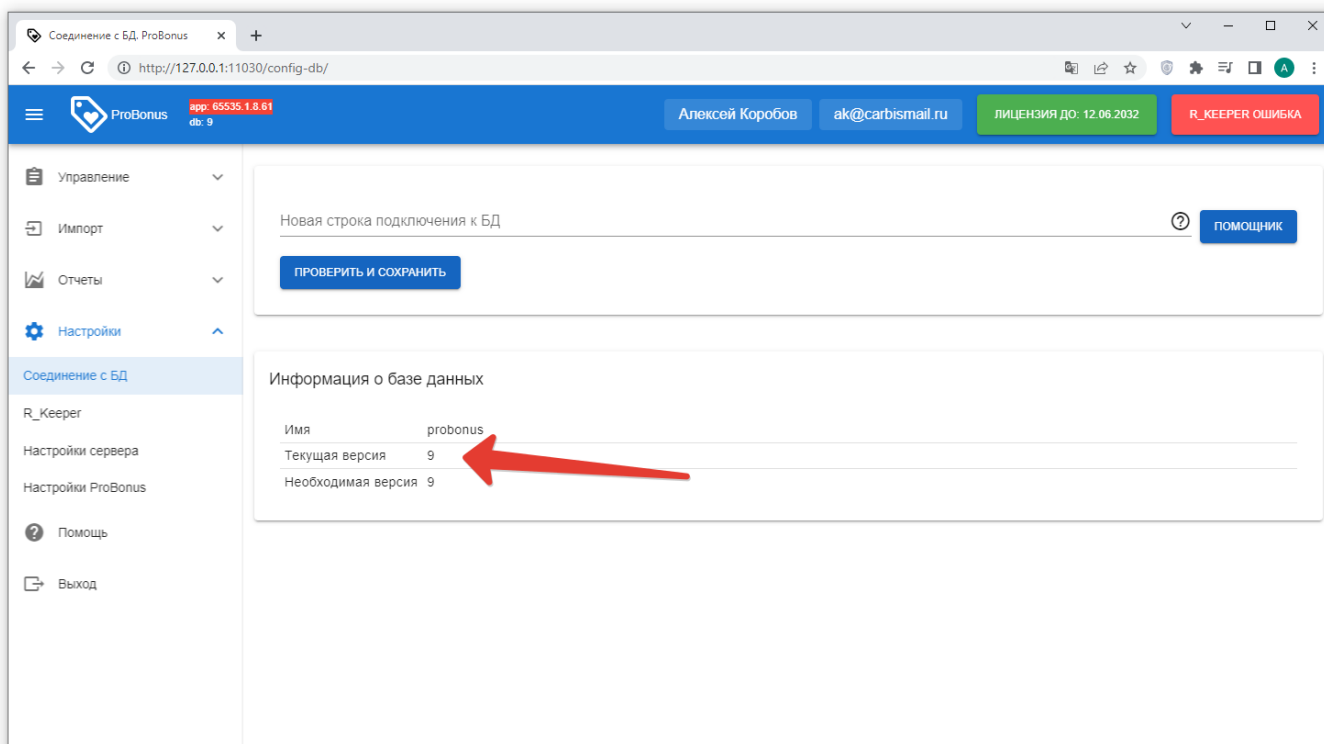 Соединение с БД. ProBonus
http://127.0.0.1:11030/config-db/
A
ProBonus
app: 65535.1.8.61
db: 9
Алексей Коробов
ak@carbismail.ru
ЛИЦЕНЗИЯ ДО: 12.06.2032
R_KEEPER ОШИБКА
Управление
Импорт
Отчеты
Настройки
Соединение с БД
R_Keeper
Настройки сервера
Настройки ProBonus
Помощь
Выход
Новая строка подключения к БД
ПОМОЩНИК
ПРОВЕРИТЬ И СОХРАНИТЬ
Информация о базе данных
Имя probonus
Текущая версия 9
Необходимая версия 9